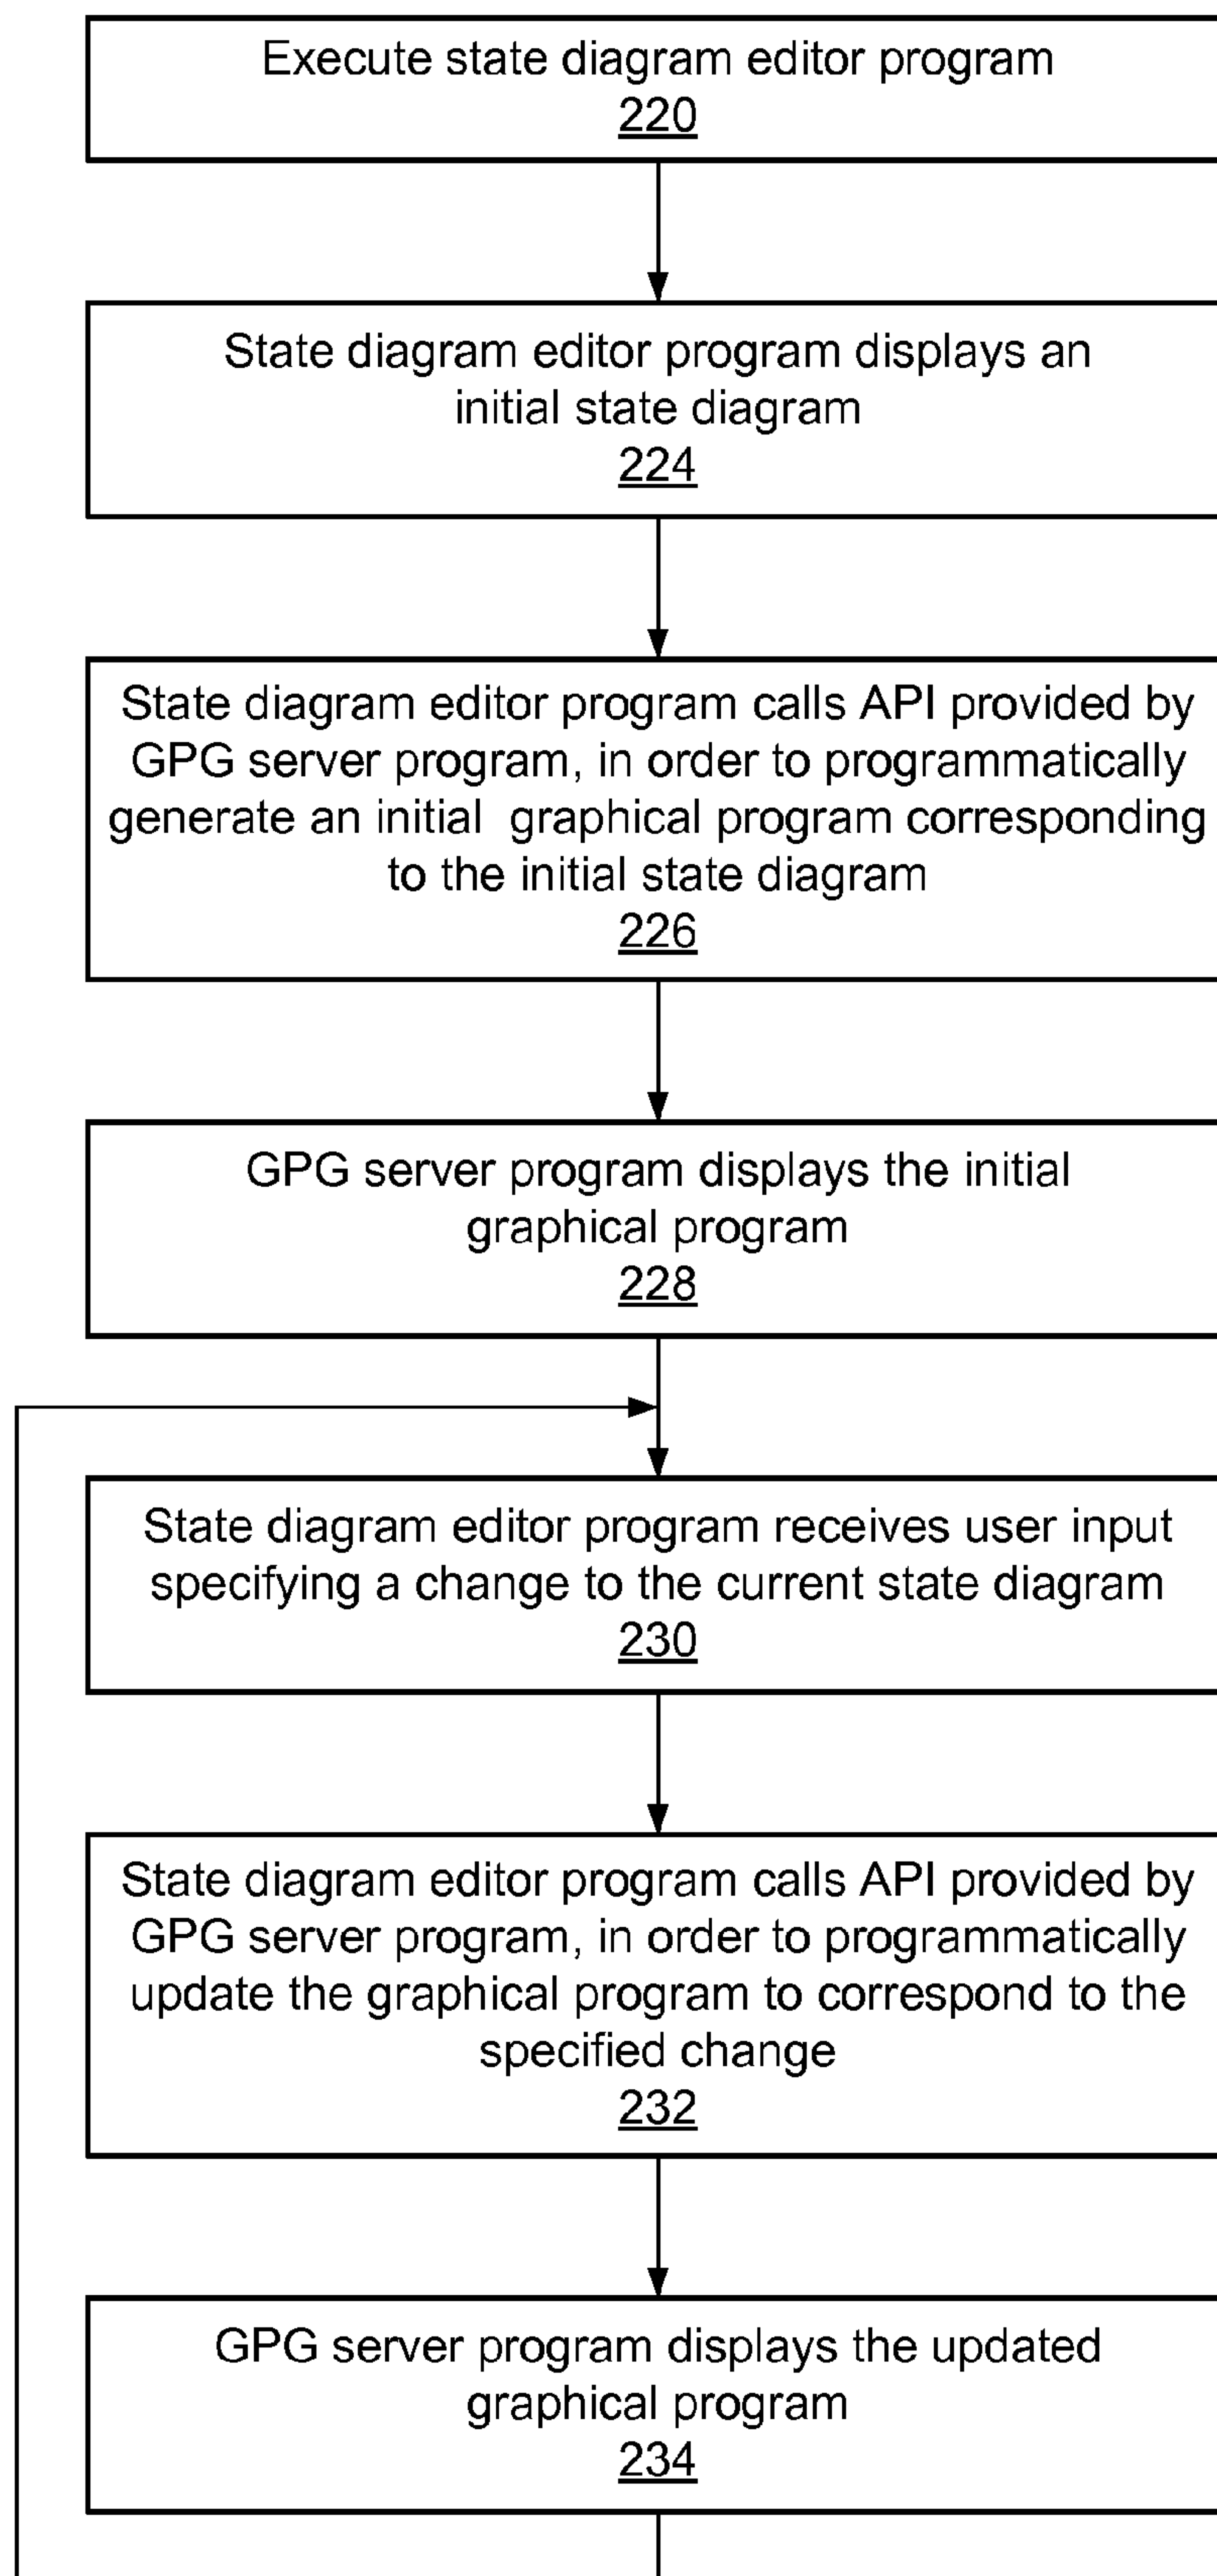 Execute state diagram editor program
220
State diagram editor program displays an
initial state diagram
224
State diagram editor program calls API provided by
GPG server program, in order to programmatically
generate an initial graphical program corresponding
to the initial state diagram
226
GPG server program displays the initial
graphical program
228
State diagram editor program receives user input
specifying a change to the current state diagram
230
State diagram editor program calls API provided by
GPG server program, in order to programmatically
update the graphical program to correspond to the
specified change
232
GPG server program displays the updated
graphical program
234